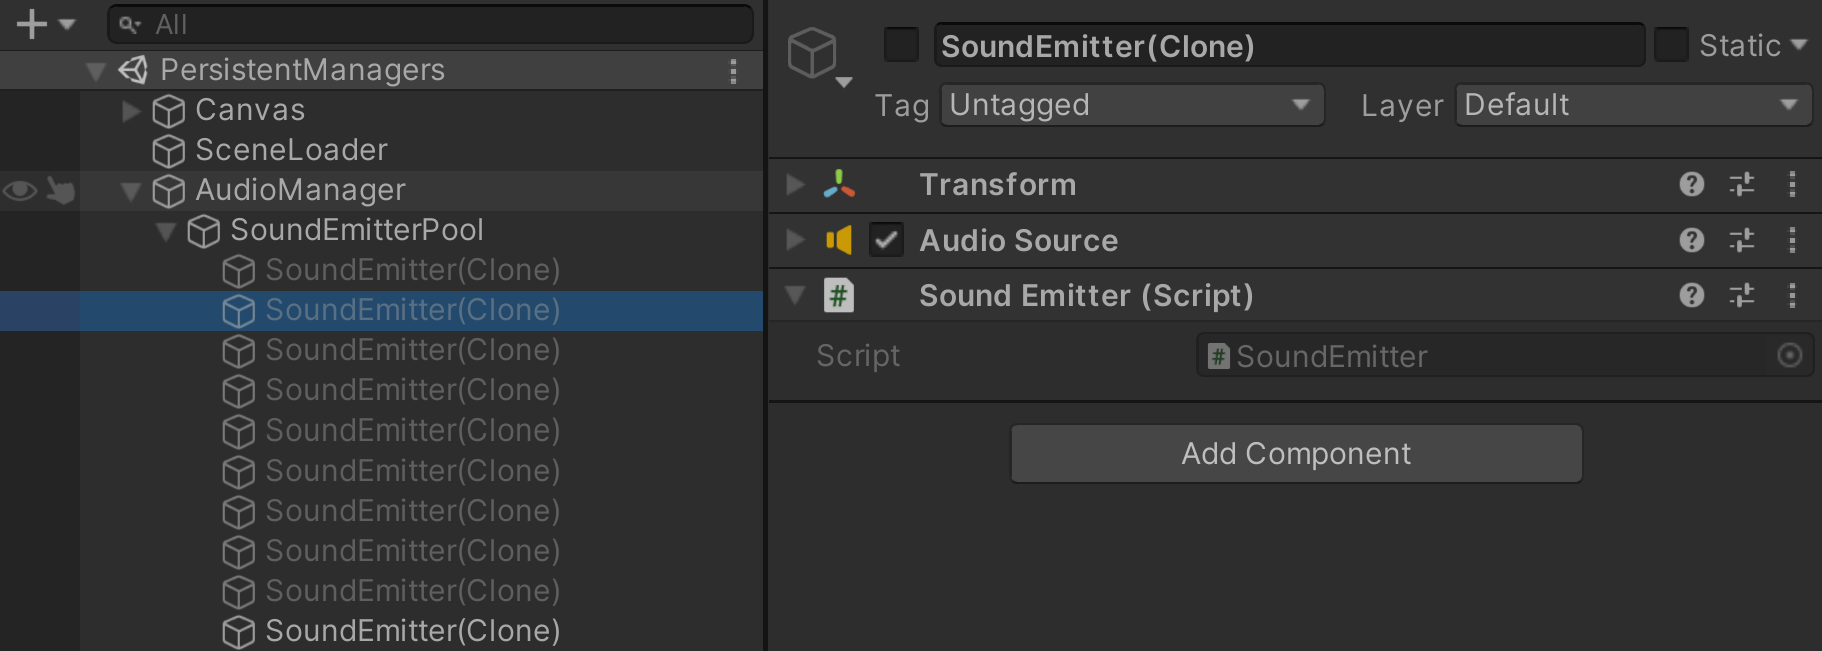 All
PersistentManagers
Canvas
SceneLoader
AudioManager
SoundEmitterPool
SoundEmitter(Clone)
SoundEmitter(Clone)
SoundEmitter(Clone)
SoundEmitter(Clone)
SoundEmitter(Clone)
SoundEmitter(Clone)
SoundEmitter(Clone)
SoundEmitter(Clone)
SoundEmitter(Clone)
SoundEmitter(Clone)
SoundEmitter(Clone) Static
Tag Untagged Layer Default
Transform
Audio Source
# Sound Emitter (Script)
Script # SoundEmitter
Add Component